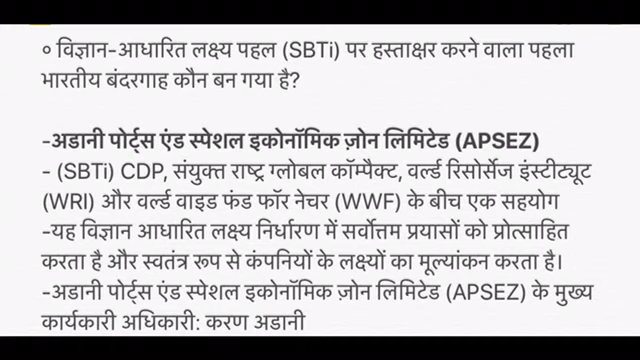 ० विज्ञान-आधारित लक्ष्य पहल (SBTi) पर हस्ताक्षर करने वाला पहला
भारतीय बंदरगाह कौन बन गया है?
-अडानी पोर्ट्स एंड स्पेशल इकोनॉमिक ज़ोन लिमिटेड (APSEZ)
- (SBTi) CDP, संयुक्त राष्ट्र ग्लोबल कॉम्पैक्ट, वर्ल्ड रिसोर्सेज इंस्टीट्यूट
(WRI) और वर्ल्ड वाइड फंड फॉर नेचर (WWF) के बीच एक सहयोग
-यह विज्ञान आधारित लक्ष्य निर्धारण में सर्वोत्तम प्रयासों को प्रोत्साहित
करता है और स्वतंत्र रूप से कंपनियों के लक्ष्यों का मूल्यांकन करता है।
-अडानी पोर्ट्स एंड स्पेशल इकोनॉमिक ज़ोन लिमिटेड (APSEZ) के मुख्य
कार्यकारी अधिकारी: करण अडानी